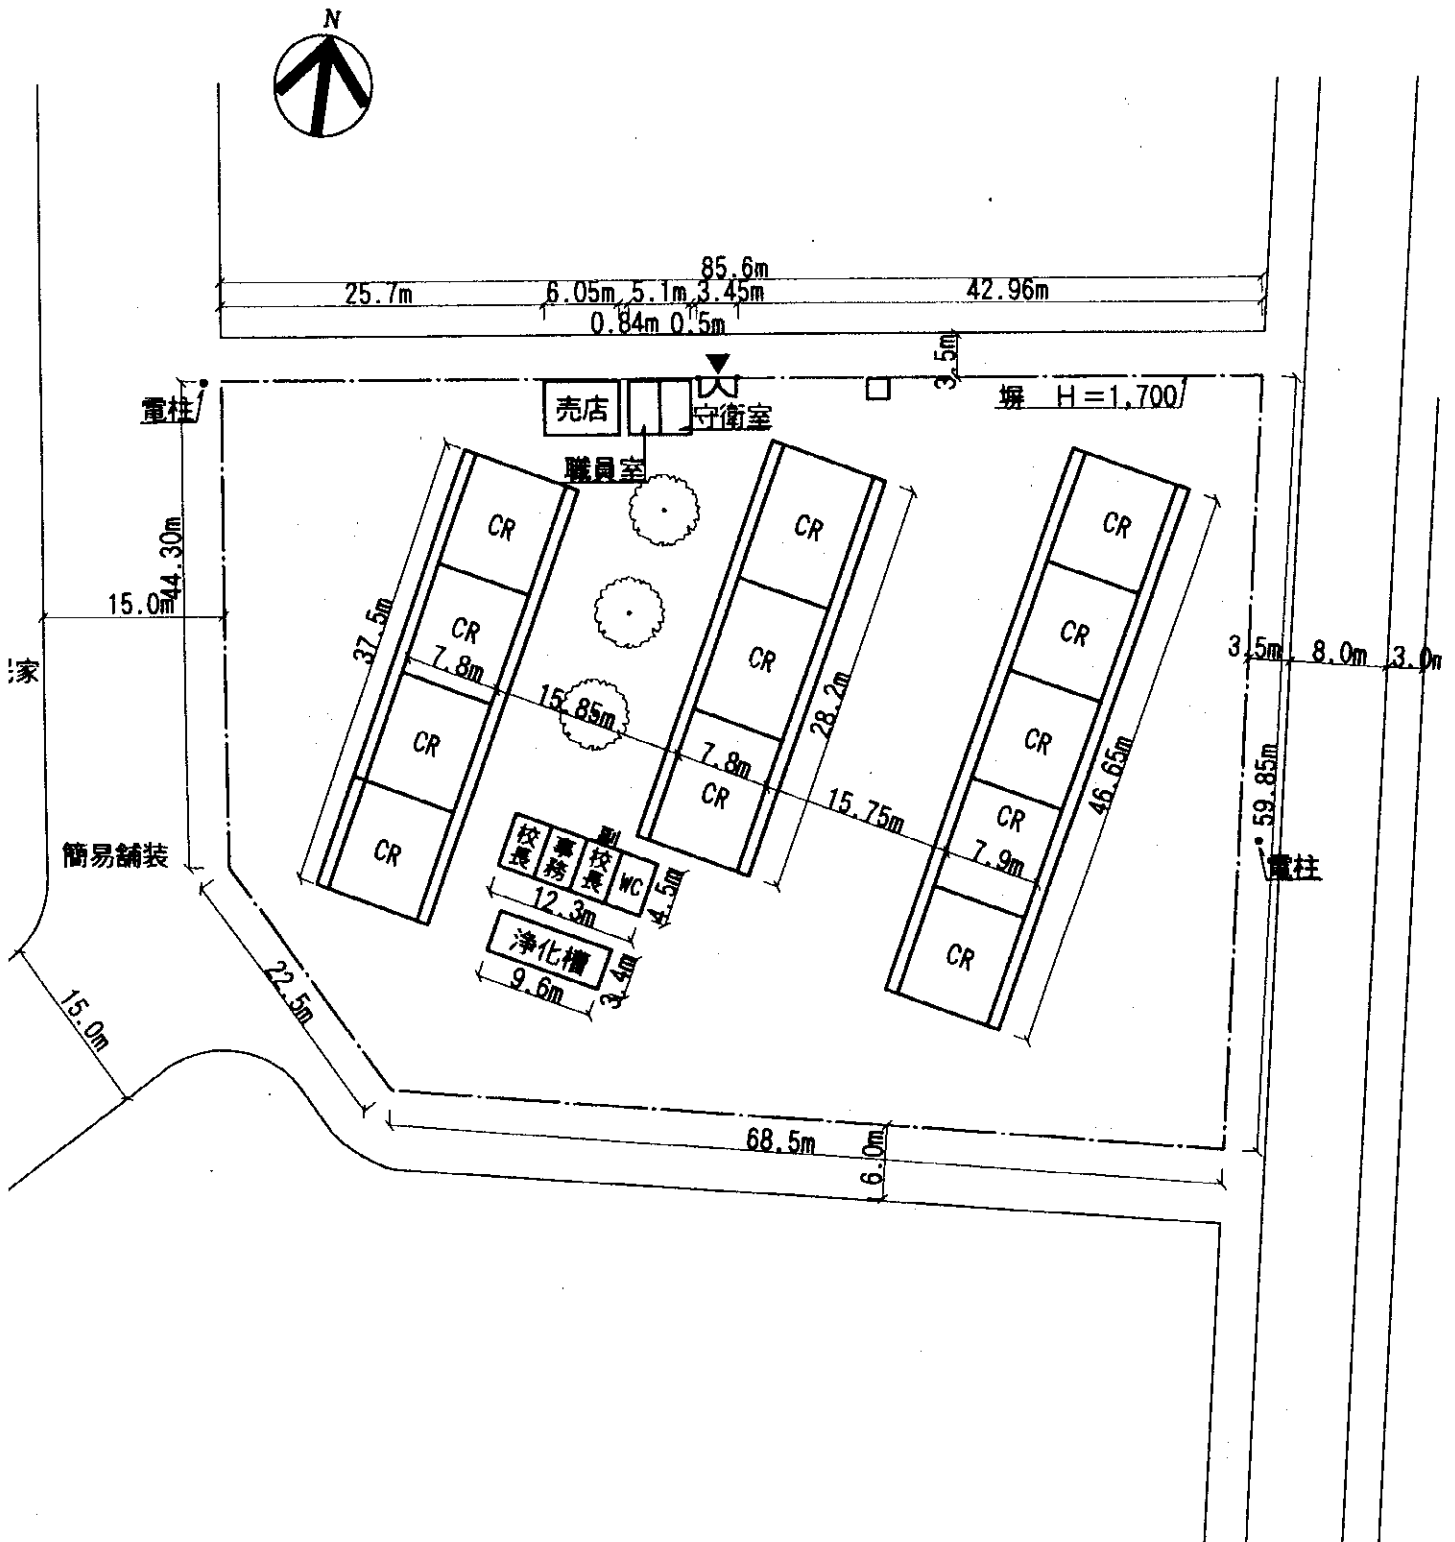 N
85.6m
25.7m
6.05m
5.1m
3.45m
42.96m
0.84m
0.5m
3.5m
電柱
売店
守衛室
塀 H=1,700
職員室
44.30m
CR
CR
CR
CR
CR
CR
CR
CR
CR
CR
CR
CR
15.0m
37.5m
7.8m
15.85m
28.2m
7.8m
15.75m
46.65m
7.9m
3.5m
8.0m
3.0m
家
59.85m
電柱
簡易舗装
校長
事務
副校長
WC
4.5m
12.3m
浄化槽
3.4m
9.6m
22.5m
15.0m
68.5m
6.0m